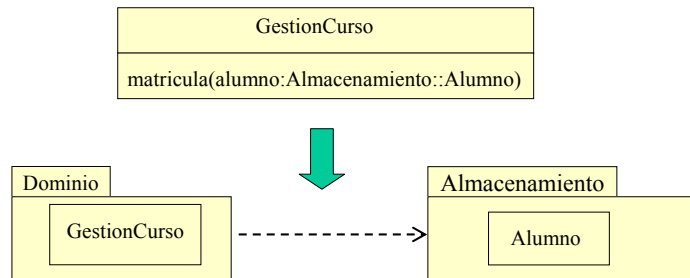 GestionCurso
matricula(alumno:Almacenamiento::Alumno)
Dominio
Almacenamiento
GestionCurso
Alumno